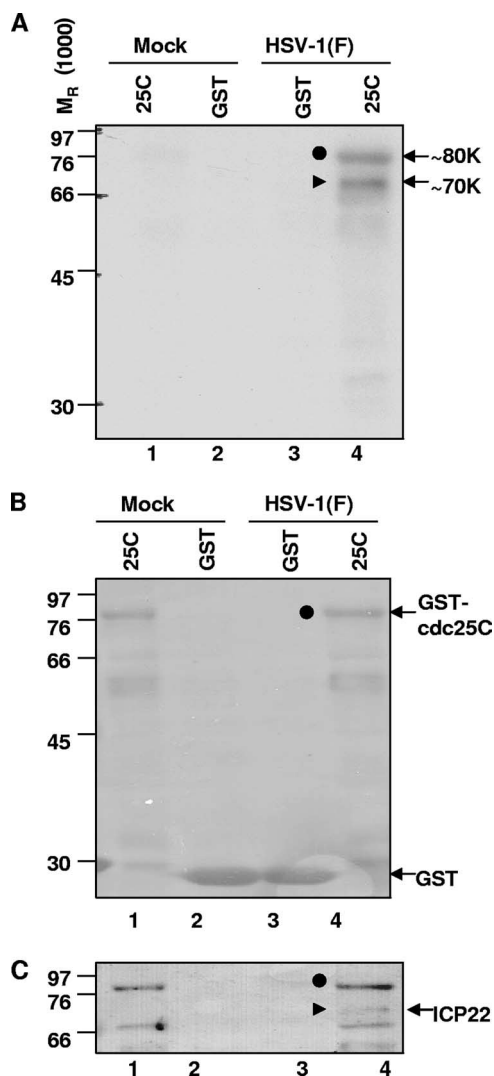 A
M_R (1000)
Mock
HSV-1(F)
25C
GST
GST
25C
97
76
66
45
30
~80K
~70K
1 2 3 4
B
Mock
HSV-1(F)
25C
GST
GST
25C
97
76
66
45
30
GST-
cdc25C
GST
1 2 3 4
C
97
76
66
ICP22
1 2 3 4